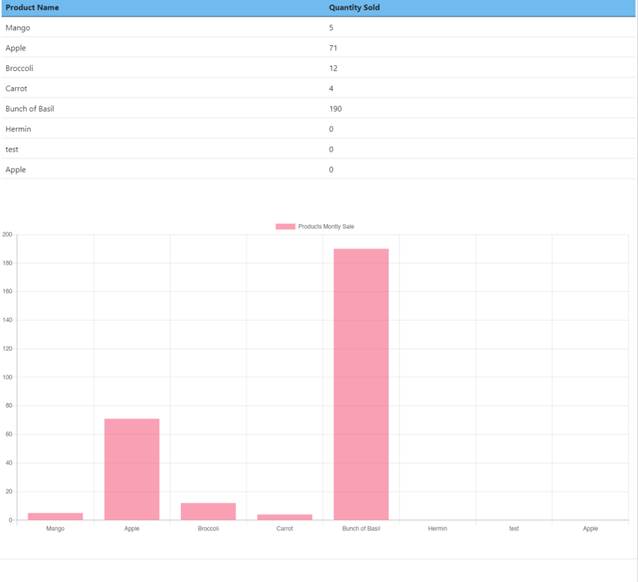 Product Name Quantity Sold
Mango 5
Apple 71
Broccoli 12
Carrot 4
Bunch of Basil 190
Hermin 0
test 0
Apple 0
Products Montly Sale
200
180
160
140
120
100
80
60
40
20
0
Mango Apple Broccoli Carrot Bunch of Basil Hermin test Apple